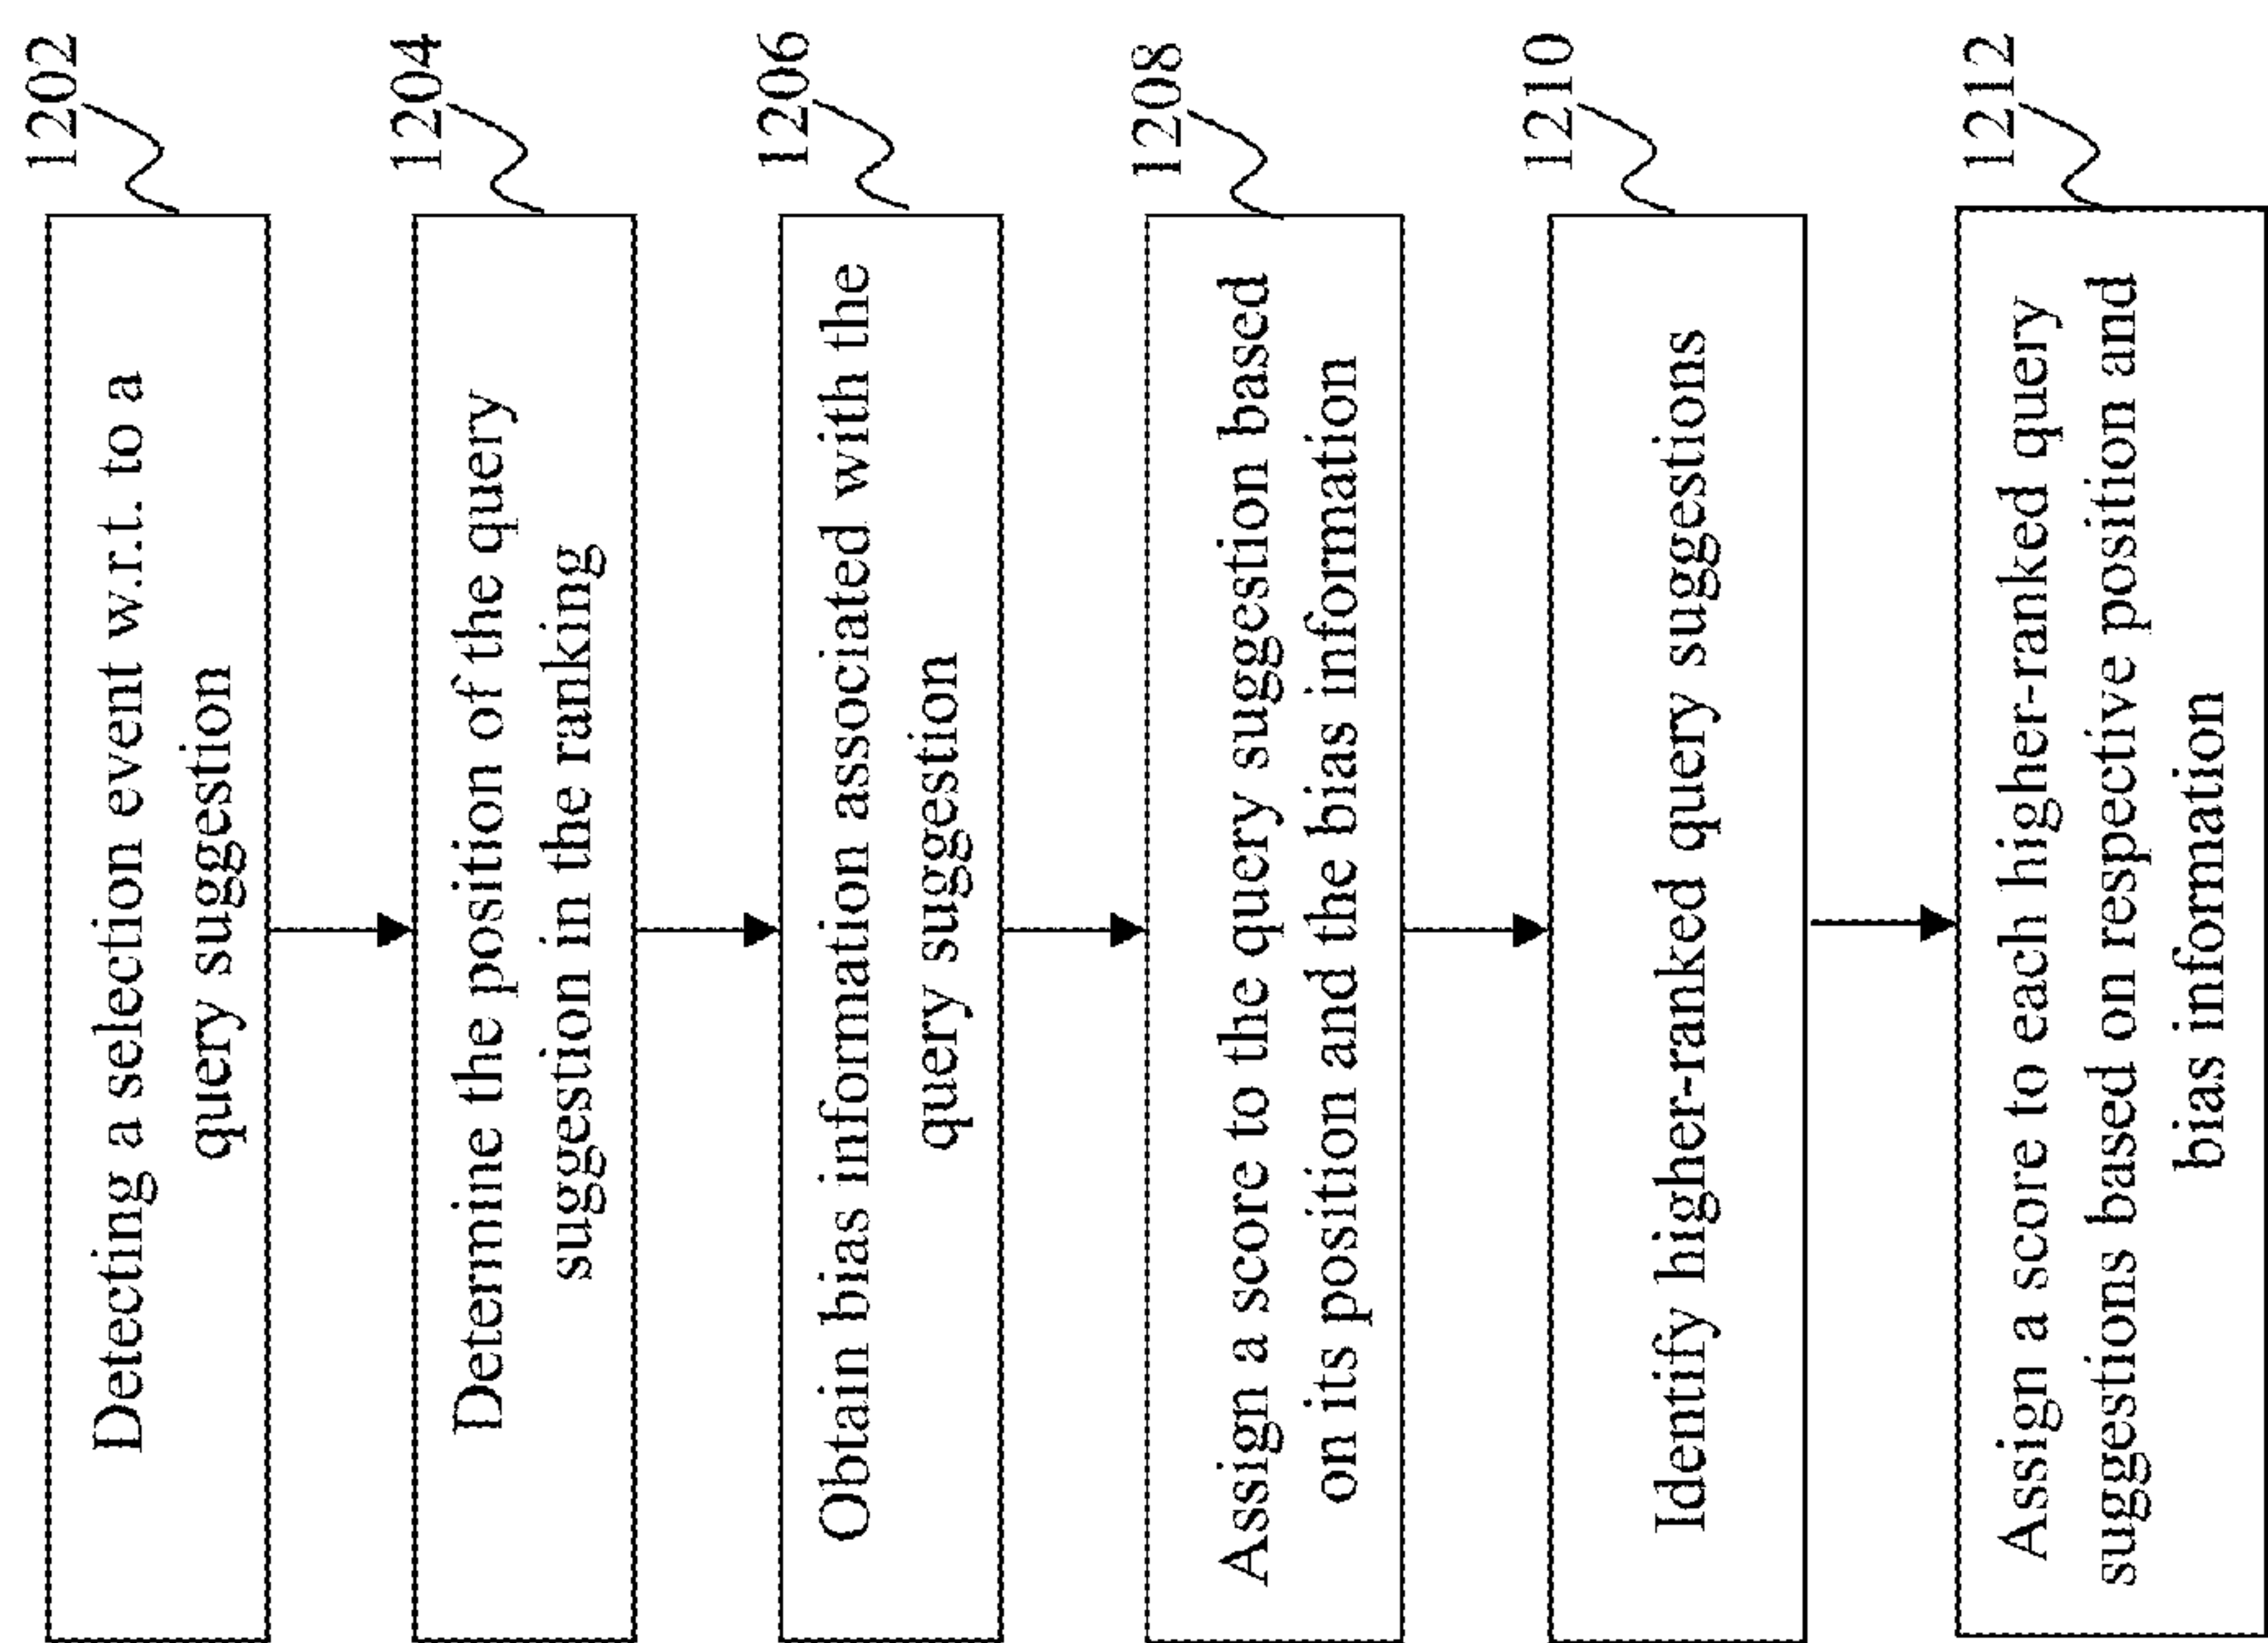 1202
Detecting a selection event w.r.t. to a
query suggestion
1204
Determine the position of the query
suggestion in the ranking
1206
Obtain bias information associated with the
query suggestion
1208
Assign a score to the query suggestion based
on its position and the bias information
1210
Identify higher-ranked query suggestions
1212
Assign a score to each higher-ranked query
suggestions based on respective position and
bias information